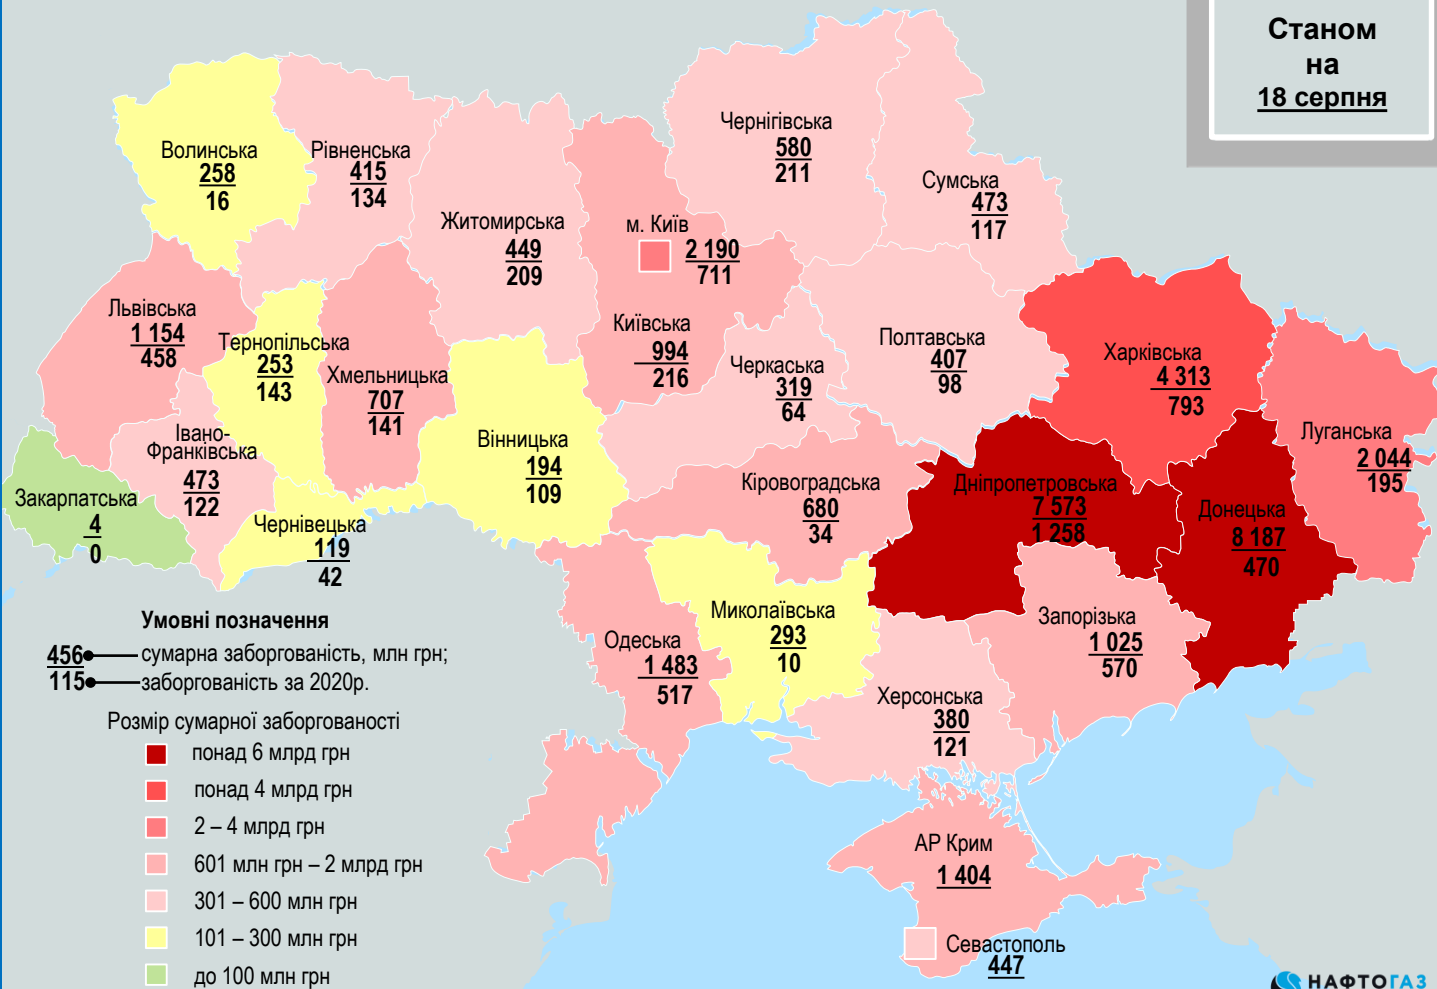 Станом
на
18 серпня
Чернігівська
580
211
Волинська
258
16
Рівненська
415
134
Сумська
473
117
Житомирська
449
209
м. Київ
2 190
711
Львівська
1 154
458
Тернопільська
253
143
Хмельницька
707
141
Київська
994
216
Черкаська
319
64
Полтавська
407
98
Харківська
4 313
793
Луганська
2 044
195
Івано-
Франківська
473
122
Вінницька
194
109
Кіровоградська
680
34
Дніпропетровська
7 573
1 258
Донецька
8 187
470
Закарпатська
4
0
Чернівецька
119
42
Миколаївська
293
10
Запорізька
1 025
570
Одеська
1 483
517
Херсонська
380
121
АР Крим
1 404
Севастополь
447
Умовні позначення
456 сумарна заборгованість, млн грн;
115 заборгованість за 2020р.
Розмір сумарної заборгованості
понад 6 млрд грн
понад 4 млрд грн
2 – 4 млрд грн
601 млн грн – 2 млрд грн
301 – 600 млн грн
101 – 300 млн грн
до 100 млн грн
НАФТОГАЗ